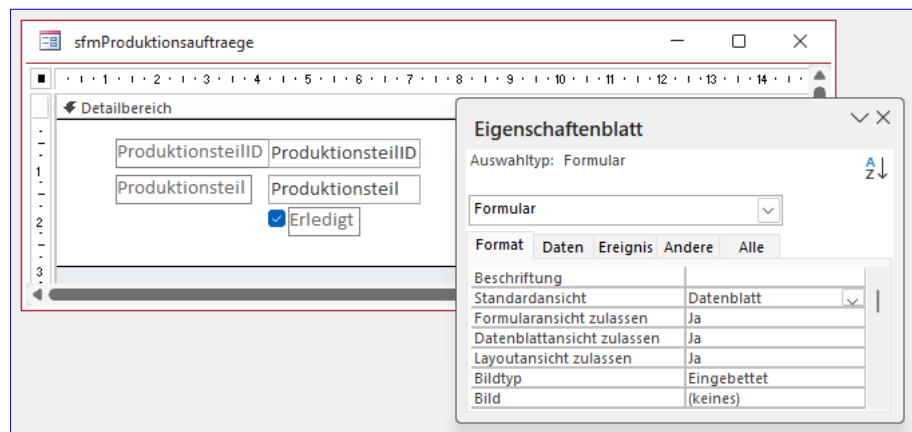 sfmProduktionsauftraege
1 2 3 4 5 6 7 8 9 10 11 12 13 14
Detailbereich
ProduktionsteilID ProduktionsteilID
Produktionsteil Produktionsteil
Erledigt
1
2
3
Eigenschaftenblatt
Auswahltyp: Formular
A
Z
Formular
Format Daten Ereignis Andere Alle
Beschriftung
Standardansicht Datenblatt
Formularansicht zulassen Ja
Datenblattansicht zulassen Ja
Layoutansicht zulassen Ja
Bildtyp Eingebettet
Bild (keines)